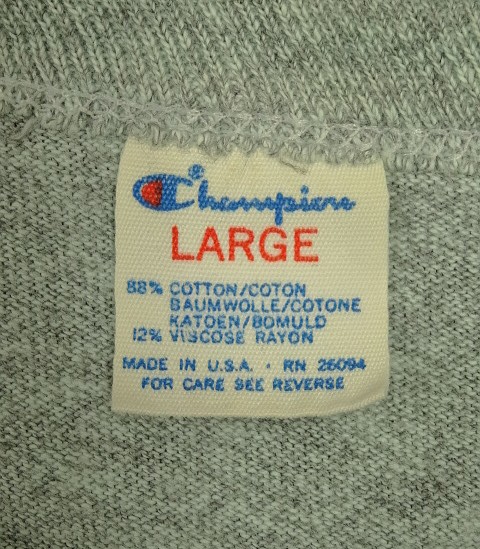 Champion®
LARGE
88% COTTON/COTON
BAUMWOLLE/COTONE
KATOEN/BOMULD
12% VISCOSE RAYON
MADE IN U.S.A. · RN 26094
FOR CARE SEE REVERSE